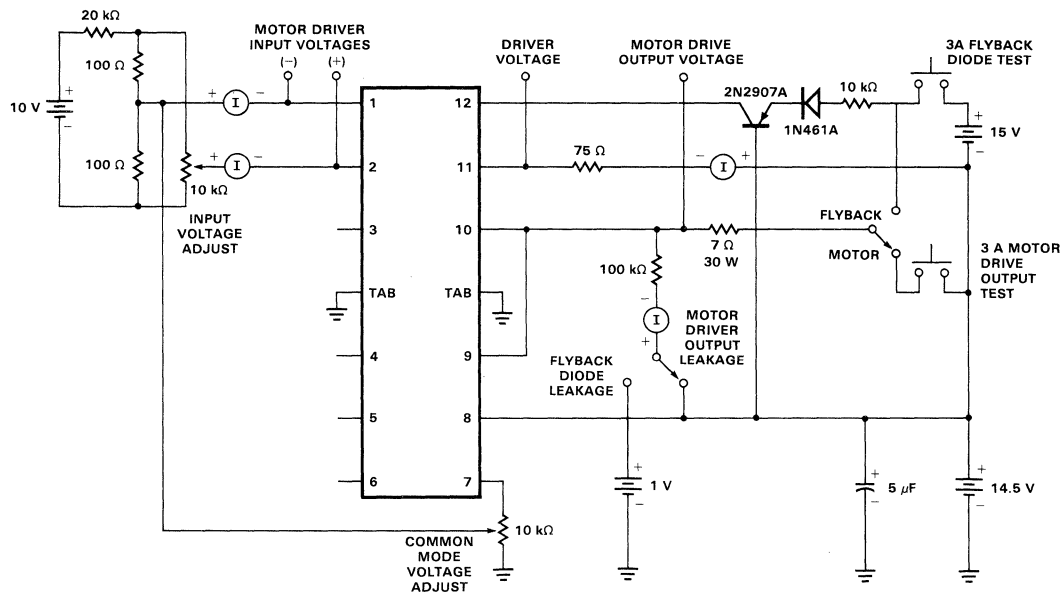 20 kΩ
100 Ω
10 V
+
−
100 Ω
10 kΩ
INPUT
VOLTAGE
ADJUST
MOTOR DRIVER
INPUT VOLTAGES
(−)
(+)
+ I −
+ I −
1
2
3
TAB
4
5
6
12
11
10
TAB
9
8
7
DRIVER
VOLTAGE
MOTOR DRIVE
OUTPUT VOLTAGE
2N2907A
1N461A
10 kΩ
3A FLYBACK
DIODE TEST
+
15 V
−
75 Ω
− I +
7 Ω
30 W
FLYBACK
MOTOR
3 A MOTOR
DRIVE
OUTPUT
TEST
100 kΩ
−
I
+
MOTOR
DRIVER
OUTPUT
LEAKAGE
FLYBACK
DIODE
LEAKAGE
+
1 V
−
+
5 μF
−
+
14.5 V
−
10 kΩ
COMMON
MODE
VOLTAGE
ADJUST